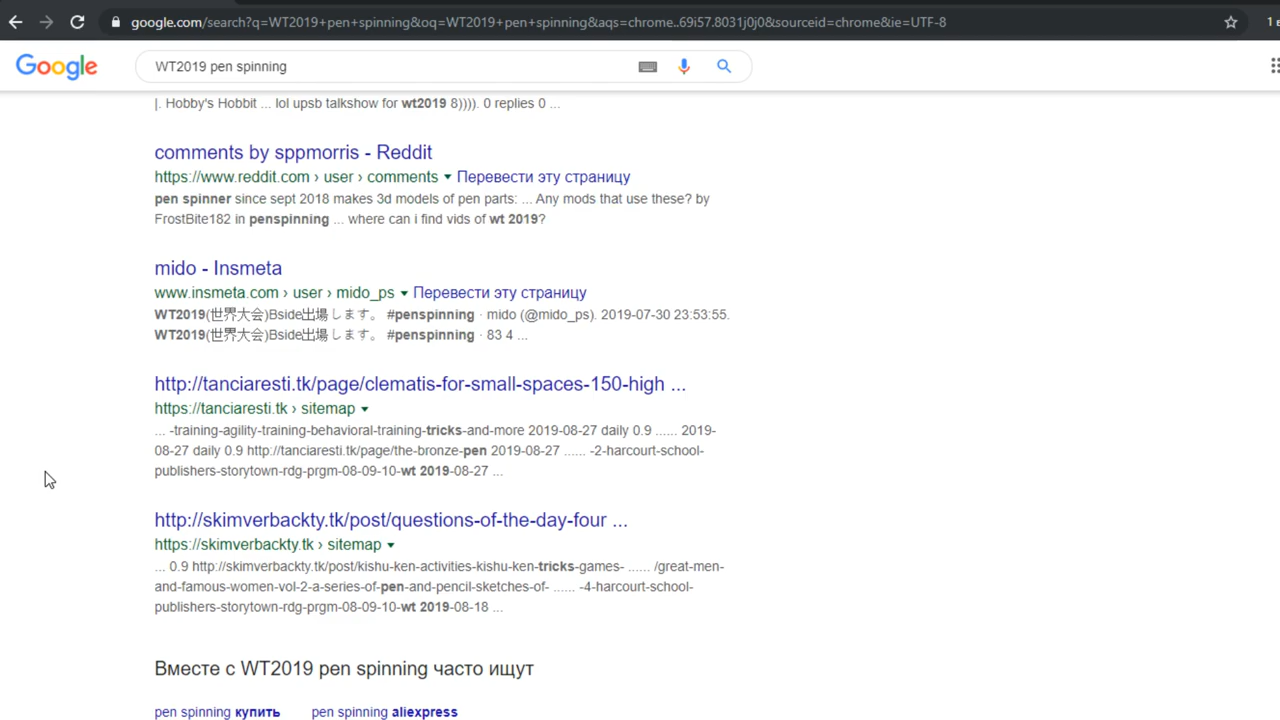 google.com/search?q=WT2019+pen+spinning&oq=WT2019+pen+spinning&aqs=chrome..69i57.8031j0j0&sourceid=chrome&ie=UTF-8
1
Google
WT2019 pen spinning
|. Hobby's Hobbit ... lol upsb talkshow for wt2019 8)))). 0 replies 0 ...
comments by sppmorris - Reddit
https://www.reddit.com › user › comments ▼ Перевести эту страницу
pen spinner since sept 2018 makes 3d models of pen parts: ... Any mods that use these? by
FrostBite182 in penspinning ... where can i find vids of wt 2019?
mido - Insmeta
www.insmeta.com › user › mido_ps ▼ Перевести эту страницу
WT2019(世界大会)Bside出場します。 #penspinning · mido (@mido_ps). 2019-07-30 23:53:55.
WT2019(世界大会)Bside出場します。 #penspinning · 83 4 ...
http://tanciaresti.tk/page/clematis-for-small-spaces-150-high ...
https://tanciaresti.tk › sitemap ▼
... -training-agility-training-behavioral-training-tricks-and-more 2019-08-27 daily 0.9 ...... 2019-
08-27 daily 0.9 http://tanciaresti.tk/page/the-bronze-pen 2019-08-27 ...... -2-harcourt-school-
publishers-storytown-rdg-prgm-08-09-10-wt 2019-08-27 ...
http://skimverbackty.tk/post/questions-of-the-day-four ...
https://skimverbackty.tk › sitemap ▼
... 0.9 http://skimverbackty.tk/post/kishu-ken-activities-kishu-ken-tricks-games- ...... /great-men-
and-famous-women-vol-2-a-series-of-pen-and-pencil-sketches-of- ...... -4-harcourt-school-
publishers-storytown-rdg-prgm-08-09-10-wt 2019-08-18 ...
Вместе с WT2019 pen spinning часто ищут
pen spinning купить pen spinning aliexpress